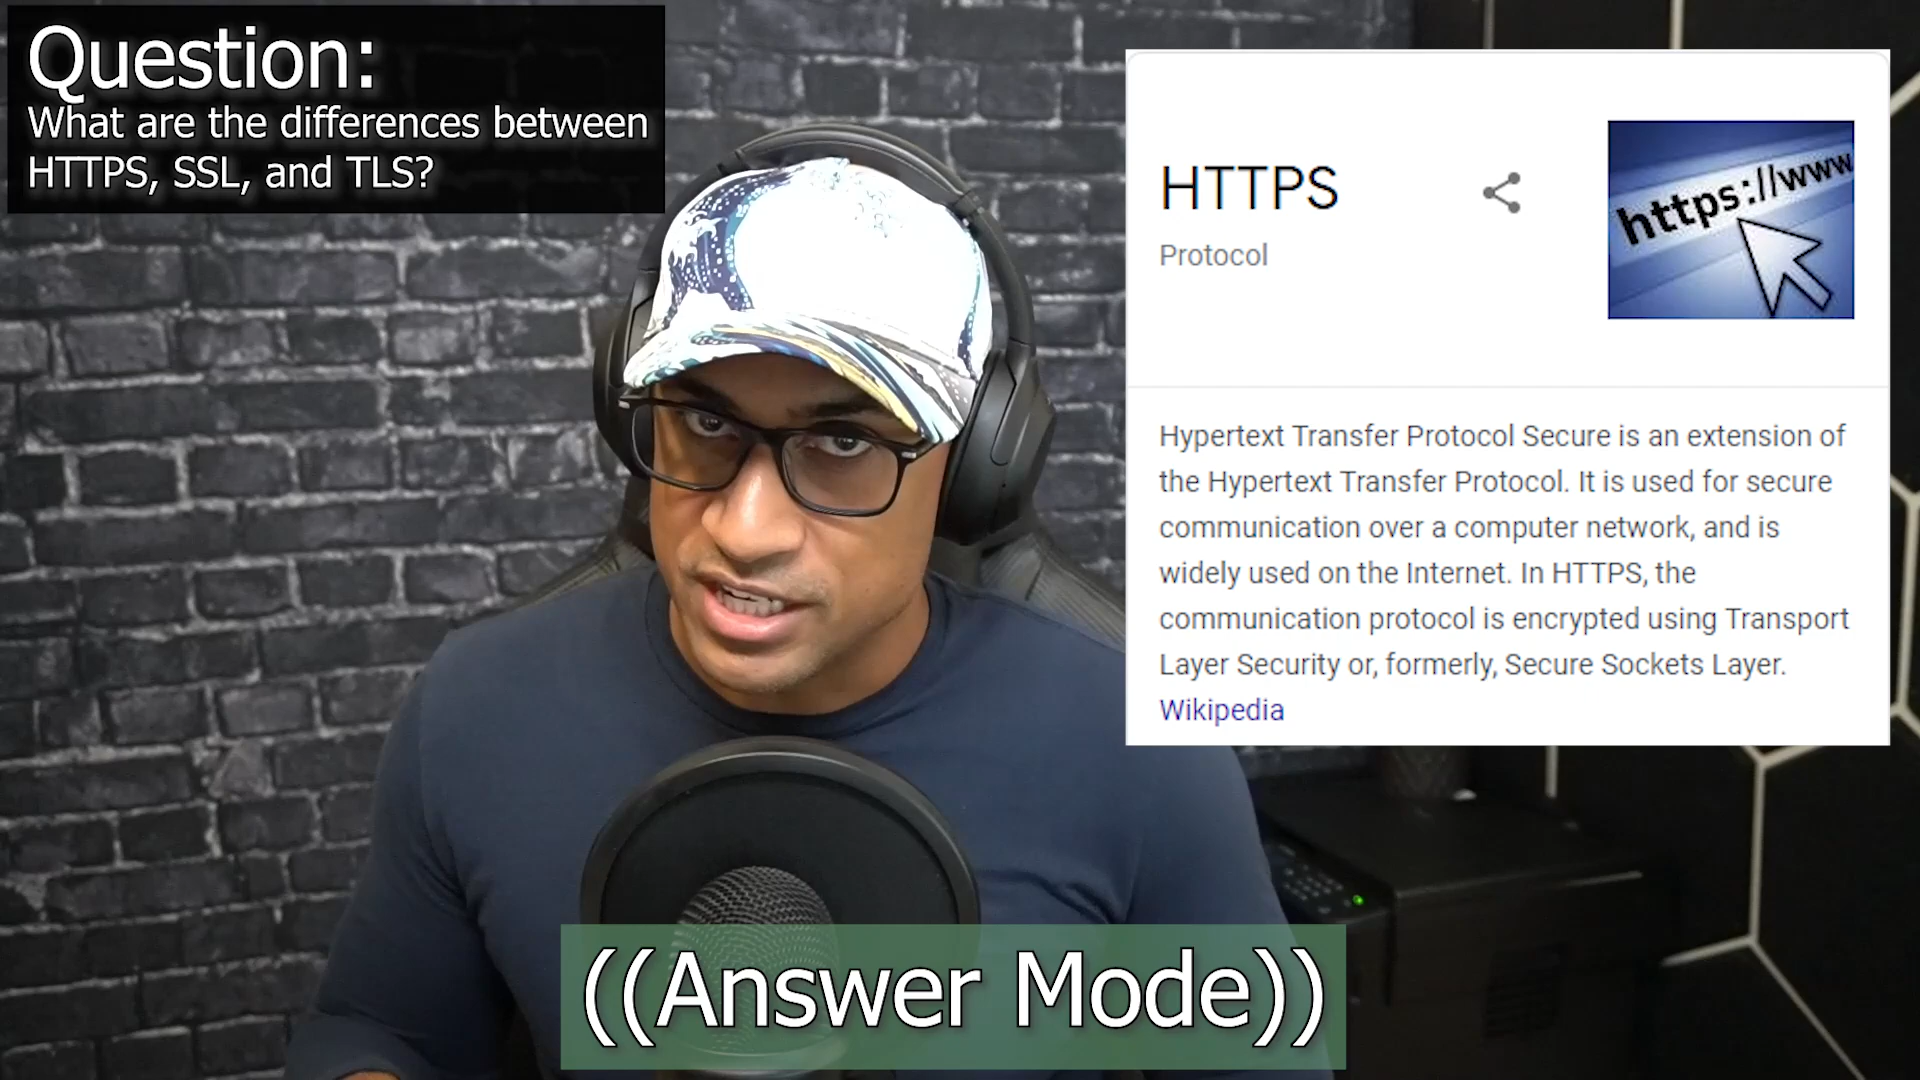 Question:
What are the differences between
HTTPS, SSL, and TLS?
HTTPS
Protocol
https://www
Hypertext Transfer Protocol Secure is an extension of
the Hypertext Transfer Protocol. It is used for secure
communication over a computer network, and is
widely used on the Internet. In HTTPS, the
communication protocol is encrypted using Transport
Layer Security or, formerly, Secure Sockets Layer.
Wikipedia
((Answer Mode))